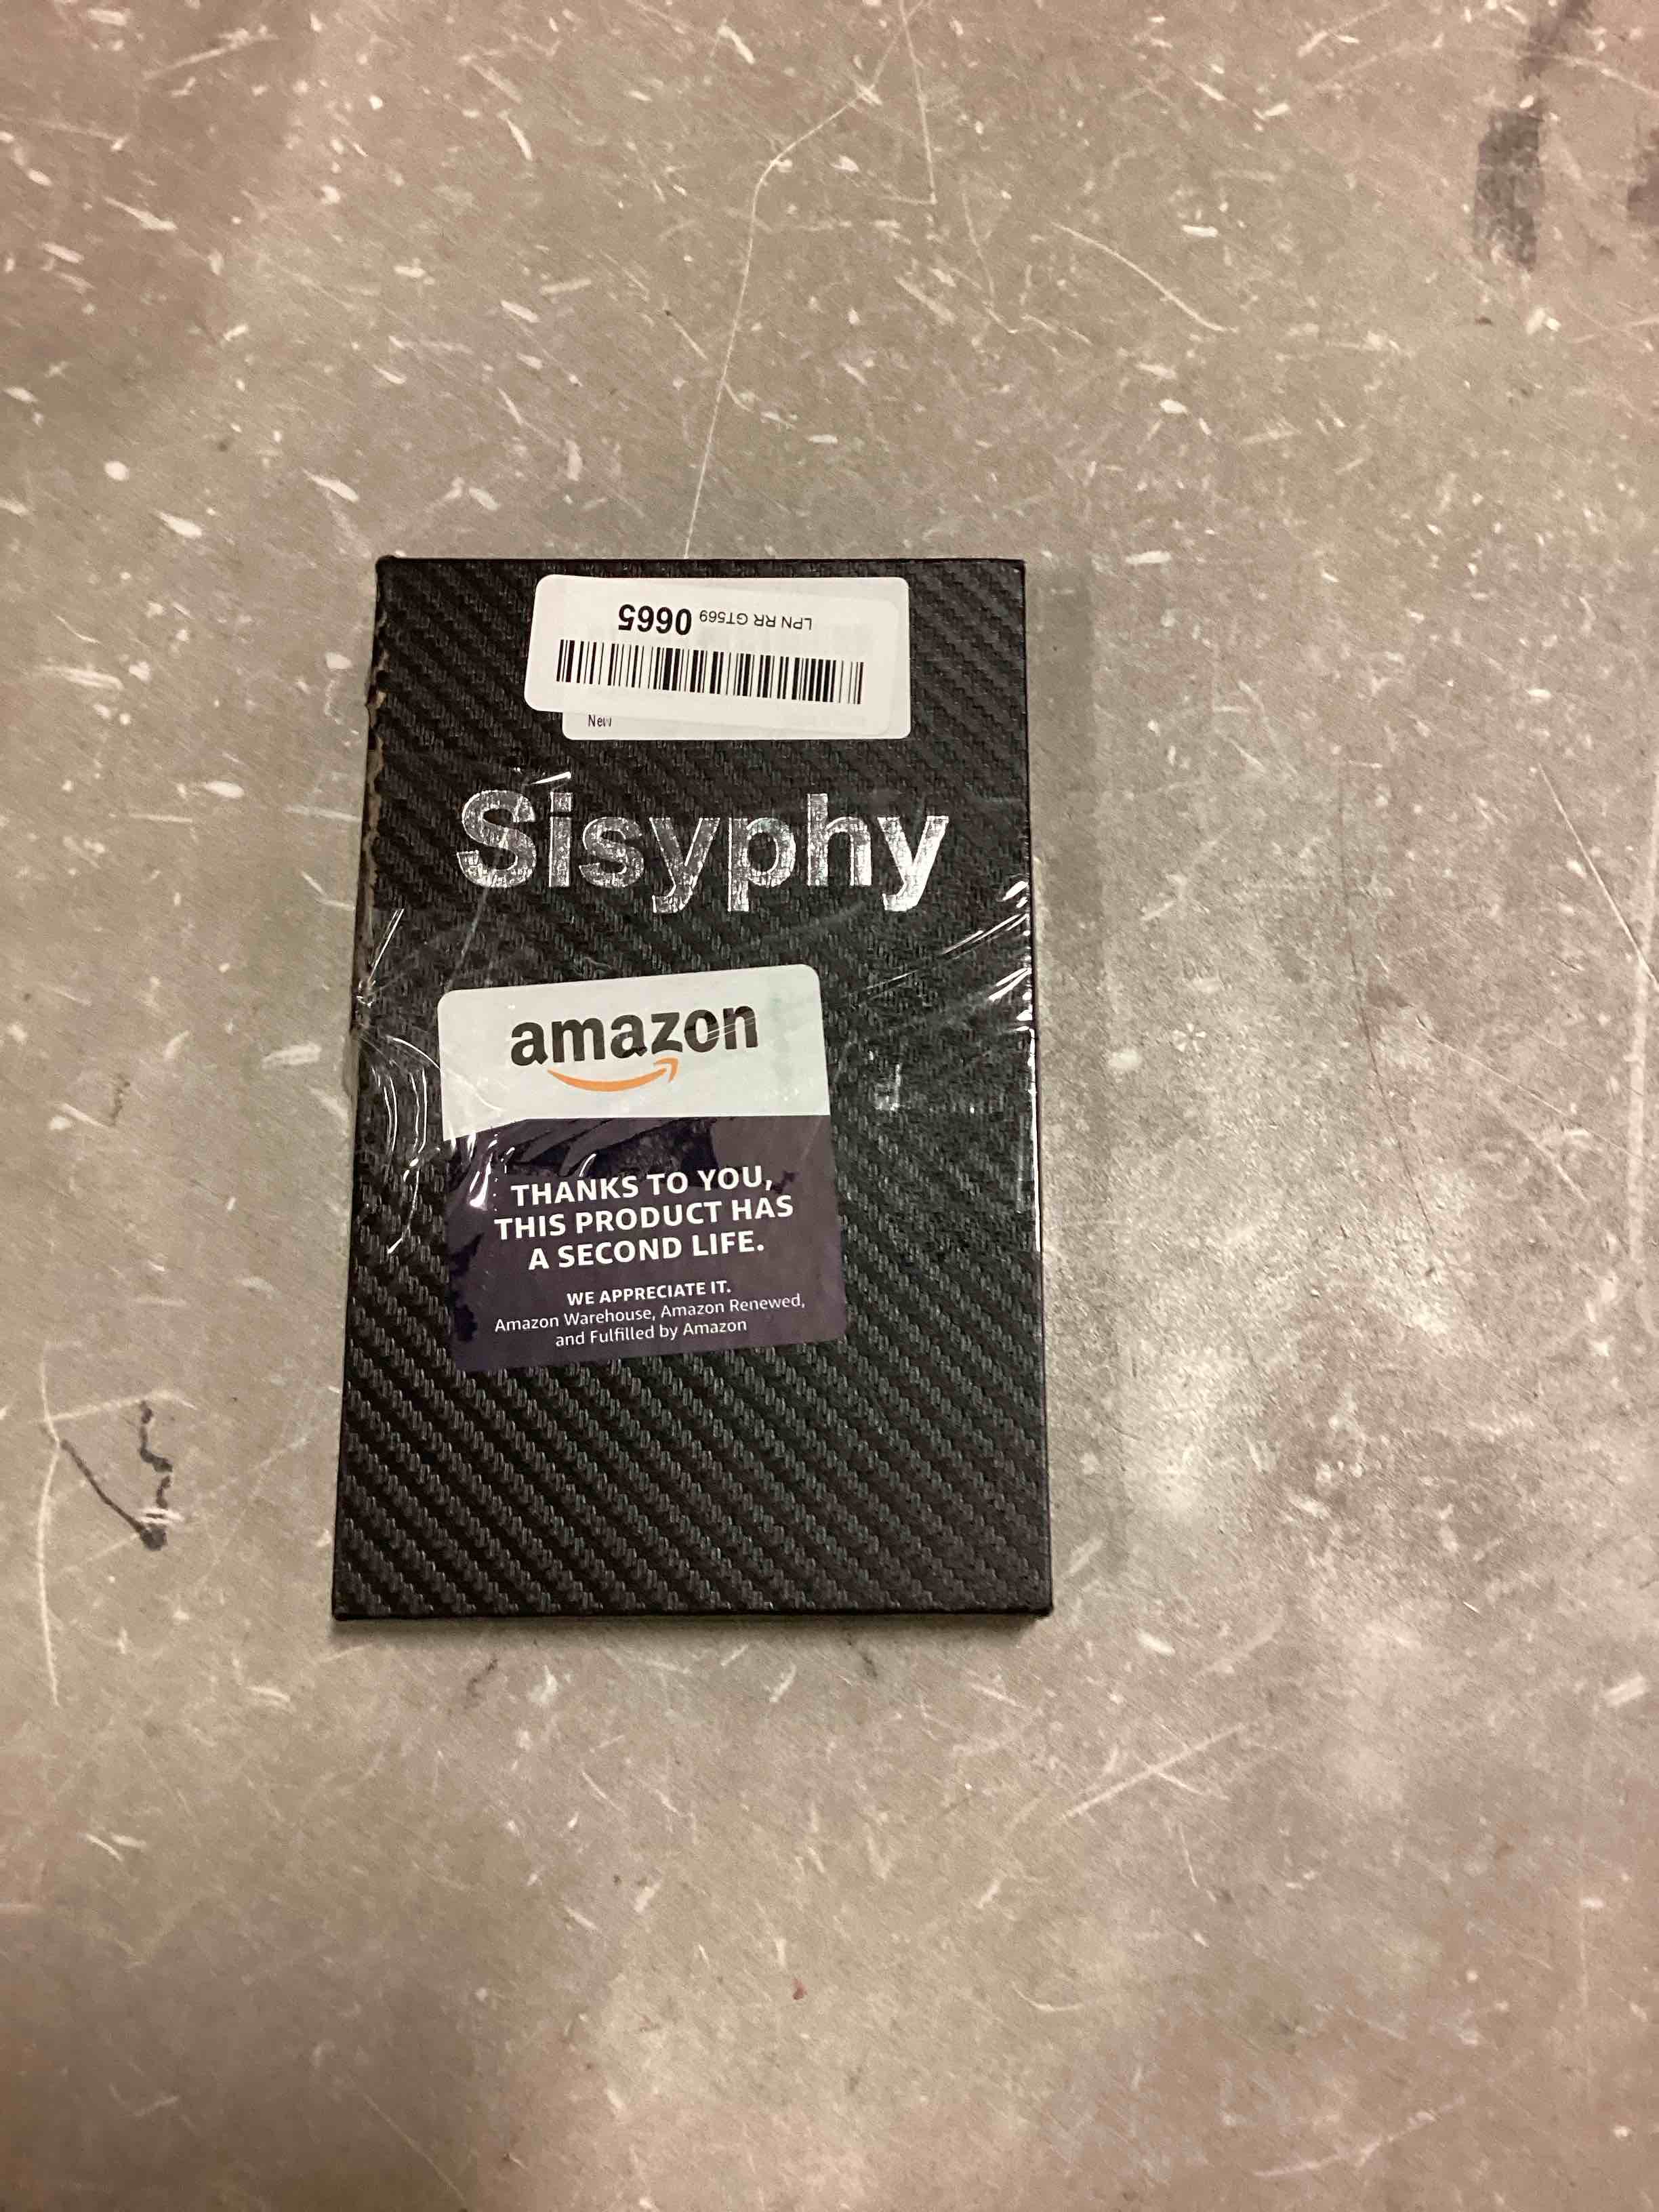 LPN RR GT569 0665
New
Sisyphy
amazon
THANKS TO YOU,
THIS PRODUCT HAS
A SECOND LIFE.
WE APPRECIATE IT.
Amazon Warehouse, Amazon Renewed,
and Fulfilled by Amazon